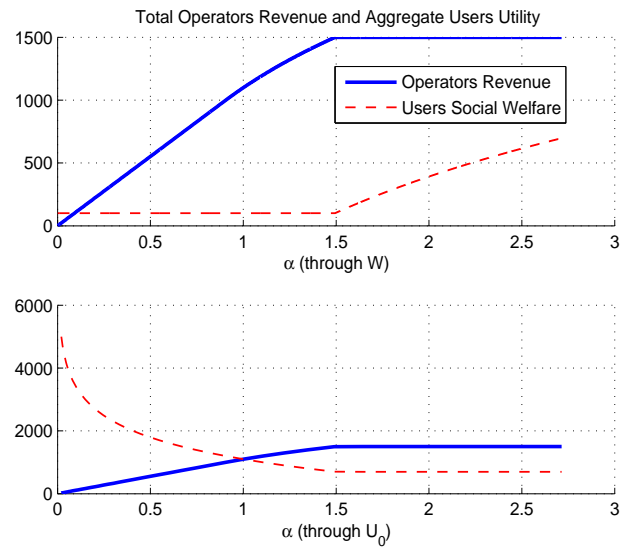 Total Operators Revenue and Aggregate Users Utility
1500
1000
500
0
Operators Revenue
Users Social Welfare
0 0.5 1 1.5 2 2.5 3
α (through W)
6000
4000
2000
0
0 0.5 1 1.5 2 2.5 3
α (through U₀)